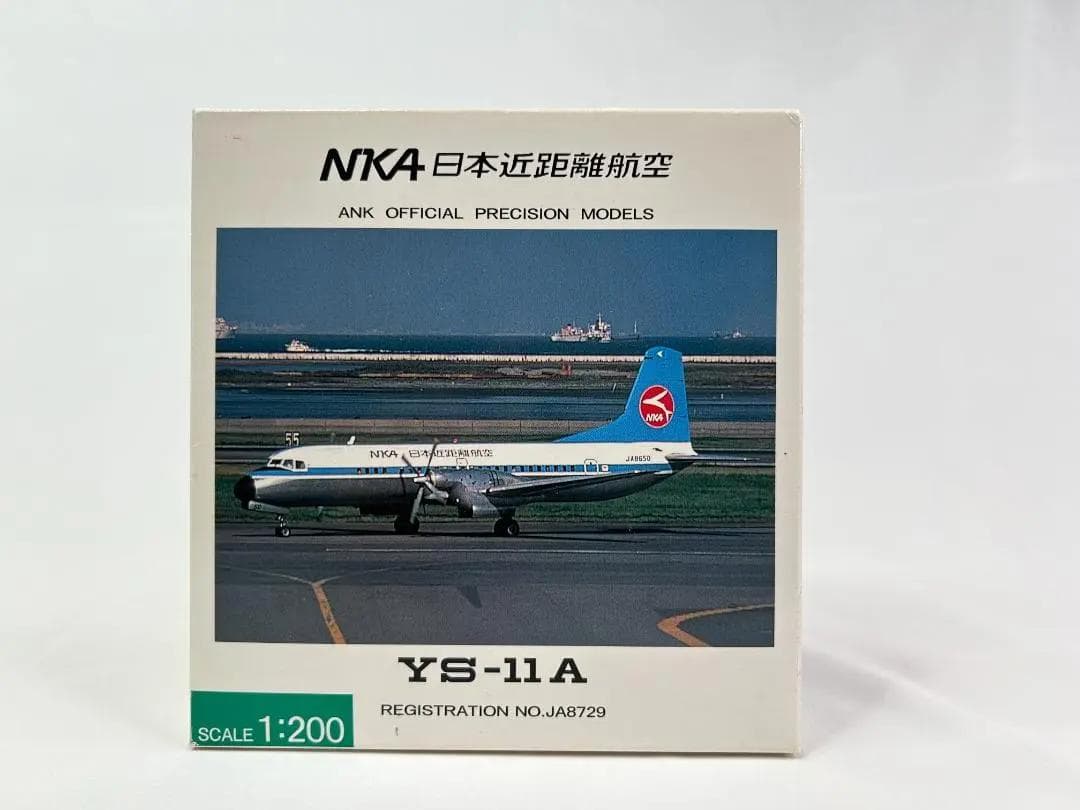 NKA 日本近距離航空
ANK OFFICIAL PRECISION MODELS
NKA
55
NKA 日本近距離航空
JA8650
YS-11A
REGISTRATION NO.JA8729
SCALE 1:200